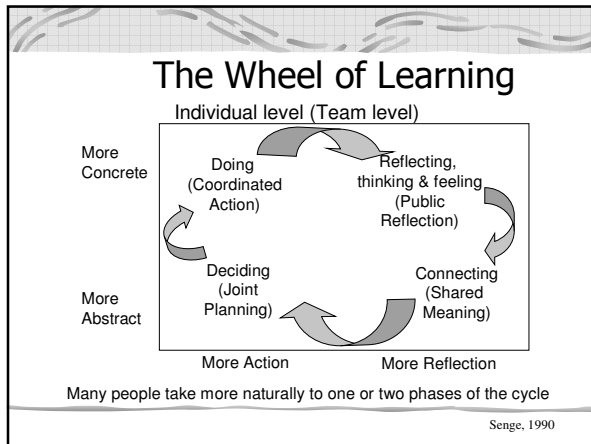 The Wheel of Learning
Individual level (Team level)
More
Concrete
Doing
(Coordinated
Action)
Reflecting,
thinking & feeling
(Public
Reflection)
Deciding
(Joint
Planning)
Connecting
(Shared
Meaning)
More
Abstract
More Action
More Reflection
Many people take more naturally to one or two phases of the cycle
Senge, 1990